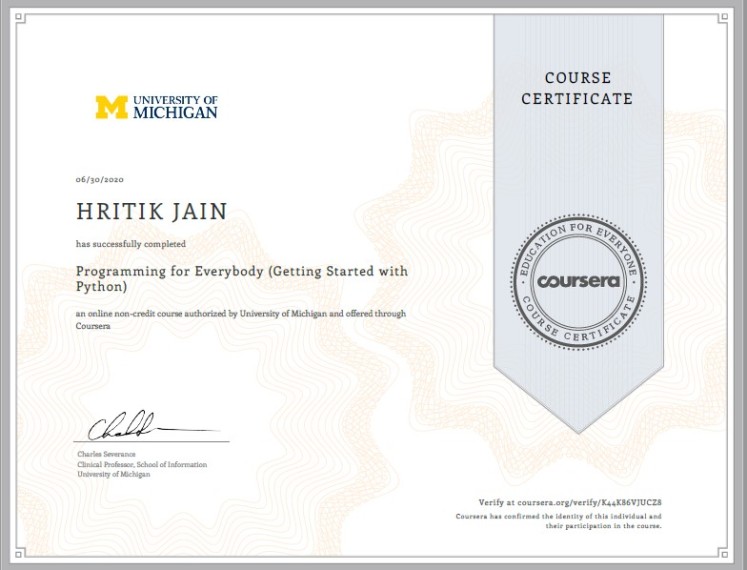 COURSE
CERTIFICATE
UNIVERSITY OF
MICHIGAN
06/30/2020
HRITIK JAIN
has successfully completed
Programming for Everybody (Getting Started with
Python)
an online non-credit course authorized by University of Michigan and offered through
Coursera
EDUCATION FOR EVERYONE
coursera
COURSE CERTIFICATE
Charles Severance
Clinical Professor, School of Information
University of Michigan
Verify at coursera.org/verify/K44K86VJUCZ8
Coursera has confirmed the identity of this individual and
their participation in the course.